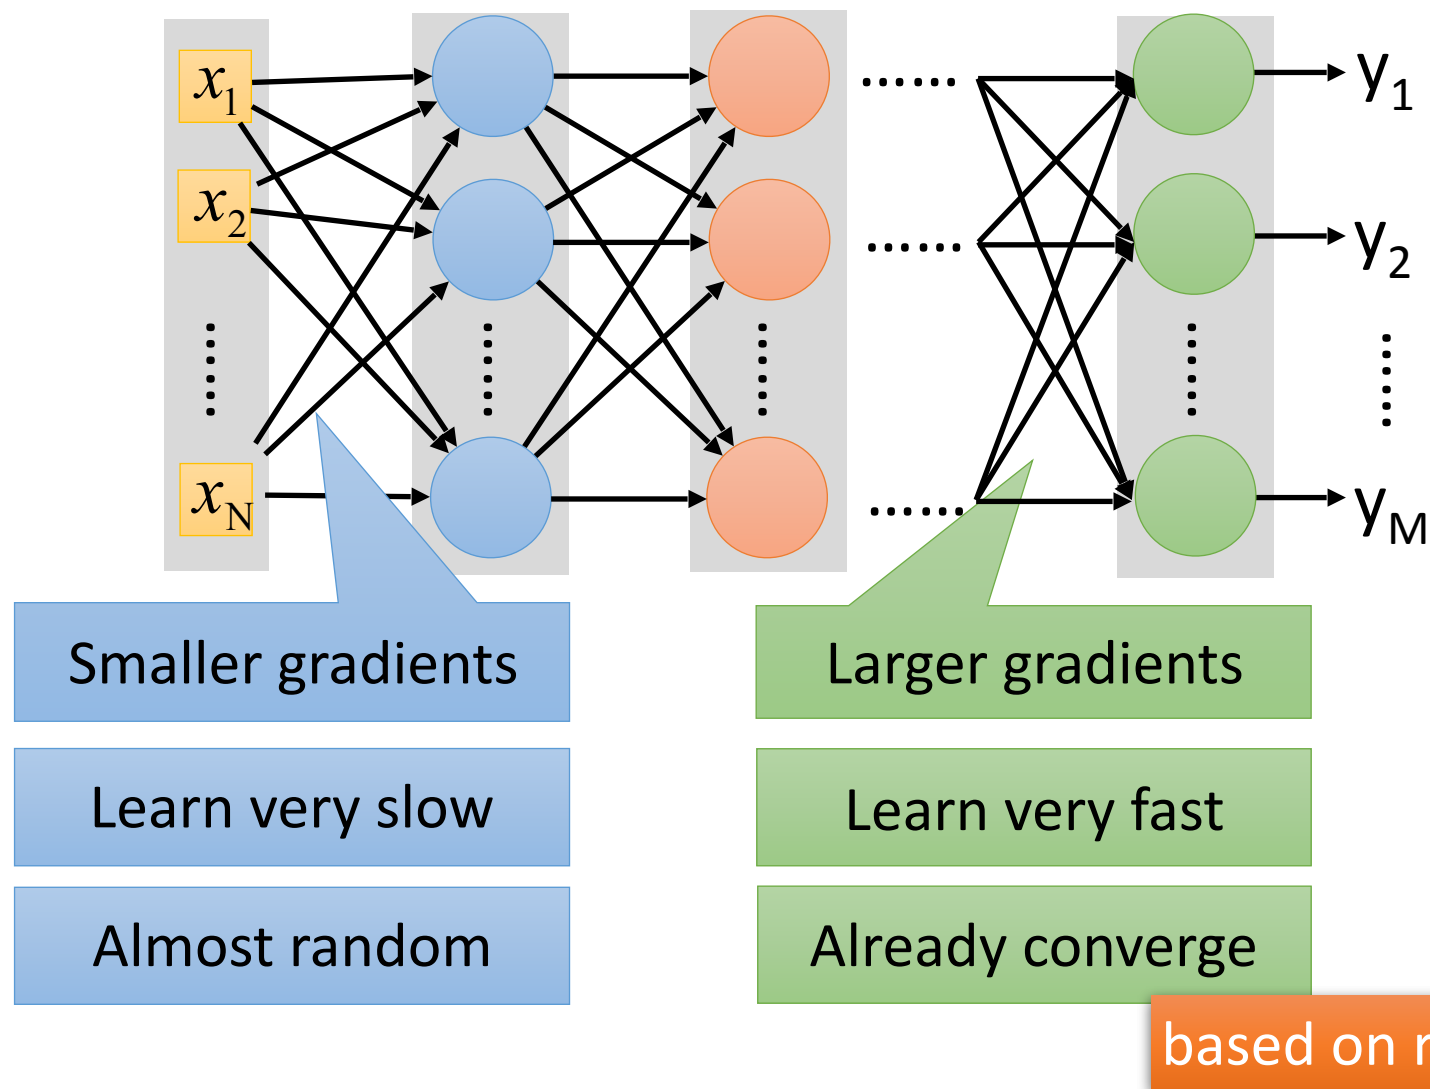 x1
y1
x2
y2
xN
yM
Smaller gradients
Larger gradients
Learn very slow
Learn very fast
Almost random
Already converge
based on